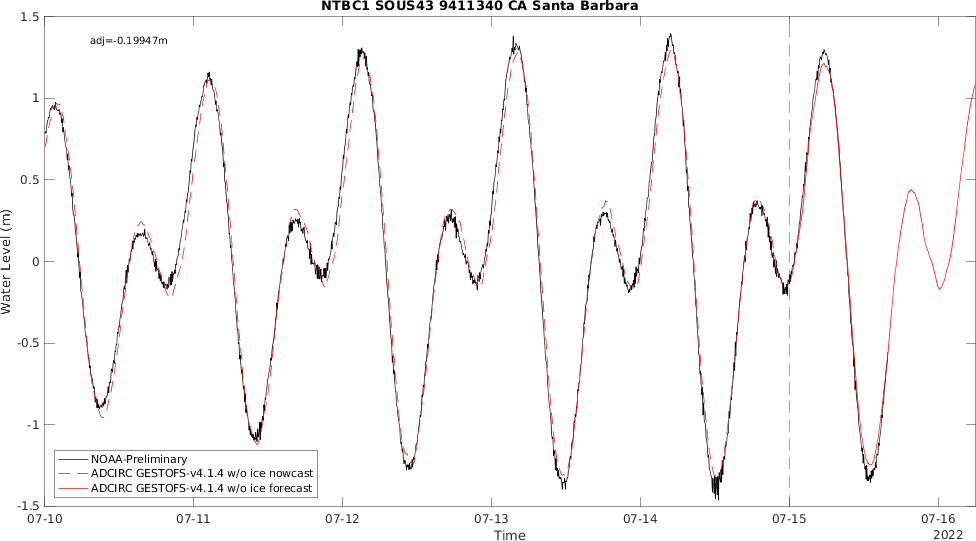 NTBC1 SOUS43 9411340 CA Santa Barbara
adj=-0.19947m
1.5
1
0.5
0
-0.5
-1
-1.5
Water Level (m)
NOAA-Preliminary
ADCIRC GESTOFS-v4.1.4 w/o ice nowcast
ADCIRC GESTOFS-v4.1.4 w/o ice forecast
07-10 07-11 07-12 07-13 07-14 07-15 07-16
Time
2022